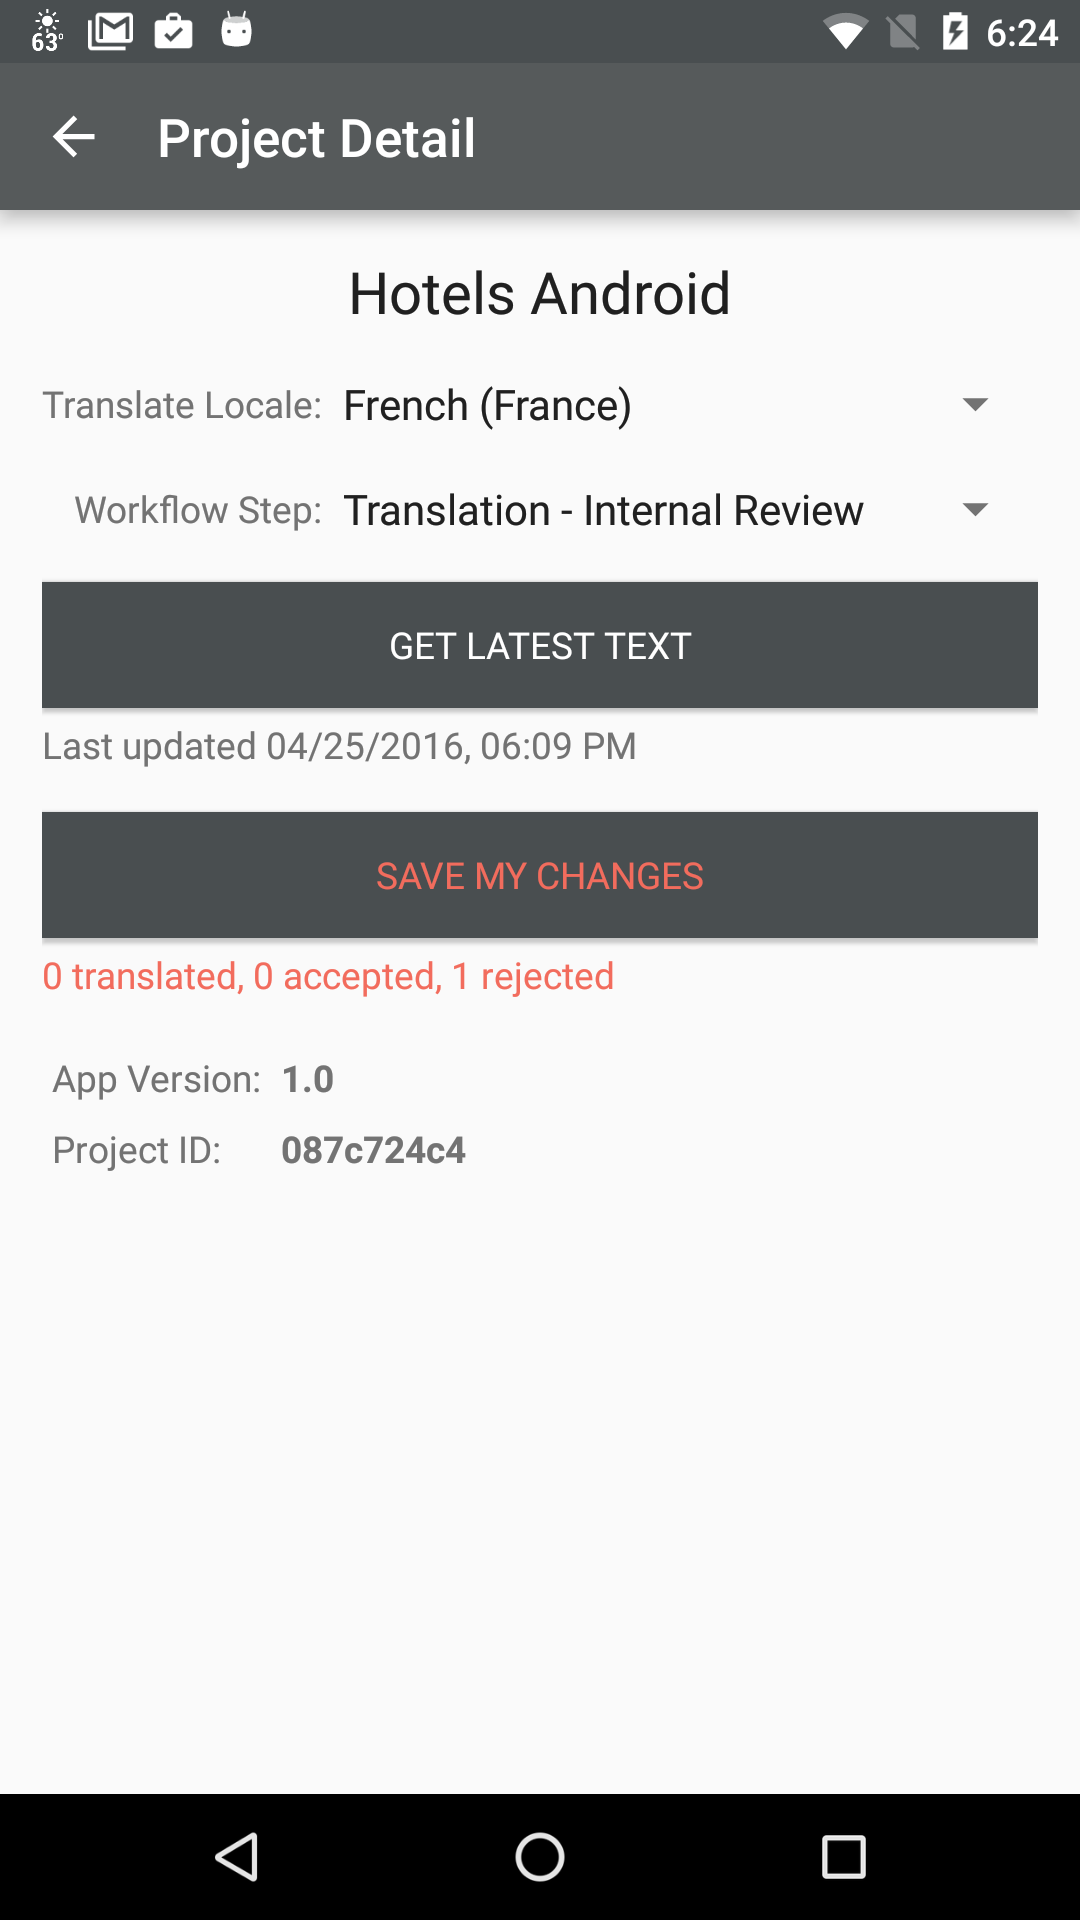 63°
6:24
Project Detail
Hotels Android
Translate Locale: French (France)
Workflow Step: Translation - Internal Review
GET LATEST TEXT
Last updated 04/25/2016, 06:09 PM
SAVE MY CHANGES
0 translated, 0 accepted, 1 rejected
App Version: 1.0
Project ID: 087c724c4